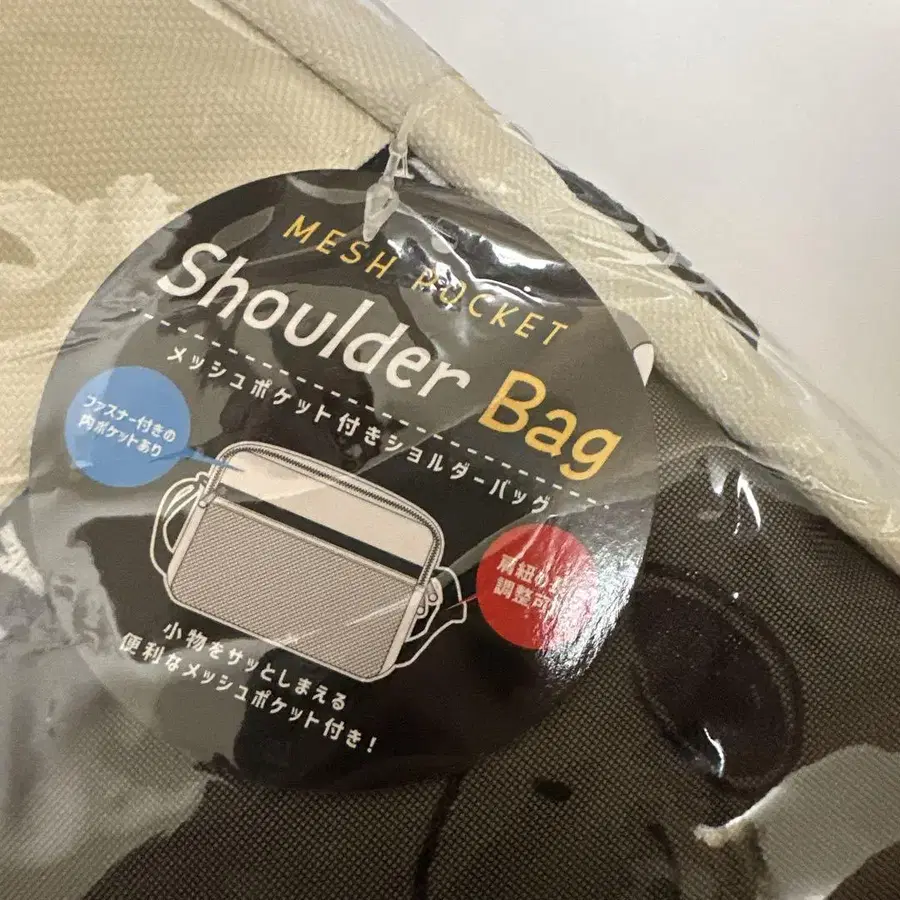 MESH POCKET
Shoulder Bag
メッシュポケット付きショルダーバッグ
ファスナー付きの
内ポケットあり
調整可
小物をサッとしまえる
便利なメッシュポケット付き！